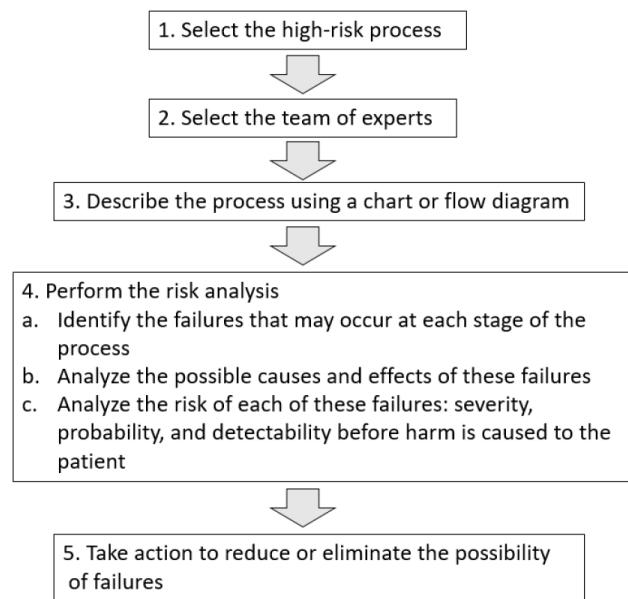 1. Select the high-risk process
2. Select the team of experts
3. Describe the process using a chart or flow diagram
4. Perform the risk analysis
a. Identify the failures that may occur at each stage of the
process
b. Analyze the possible causes and effects of these failures
c. Analyze the risk of each of these failures: severity,
probability, and detectability before harm is caused to the
patient
5. Take action to reduce or eliminate the possibility
of failures